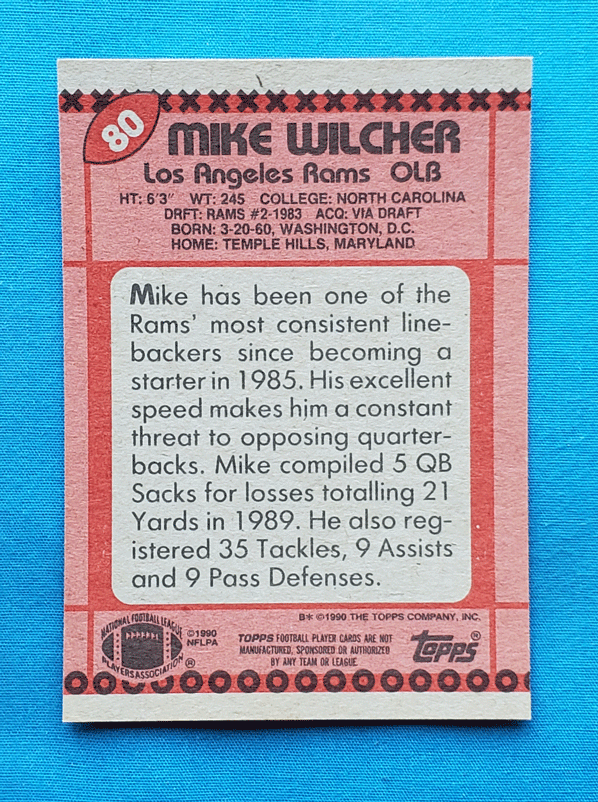 80
MIKE WILCHER
Los Angeles Rams OLB
HT: 6'3" WT: 245 COLLEGE: NORTH CAROLINA
DRFT: RAMS #2-1983 ACQ: VIA DRAFT
BORN: 3-20-60, WASHINGTON, D.C.
HOME: TEMPLE HILLS, MARYLAND
Mike has been one of the
Rams' most consistent line-
backers since becoming a
starter in 1985. His excellent
speed makes him a constant
threat to opposing quarter-
backs. Mike compiled 5 QB
Sacks for losses totalling 21
Yards in 1989. He also reg-
istered 35 Tackles, 9 Assists
and 9 Pass Defenses.
B* ©1990 THE TOPPS COMPANY, INC.
NATIONAL FOOTBALL LEAGUE
PLAYERS ASSOCIATION ®
©1990
NFLPA
TOPPS FOOTBALL PLAYER CARDS ARE NOT
MANUFACTURED, SPONSORED OR AUTHORIZED
BY ANY TEAM OR LEAGUE.
TOPPS®